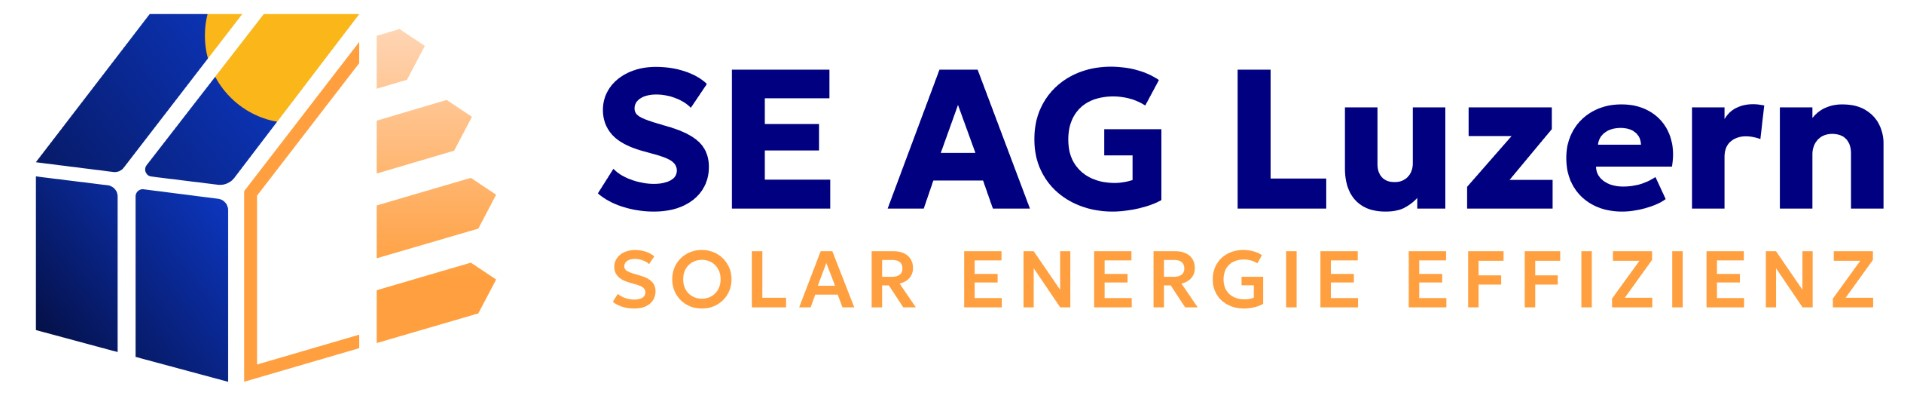 SE AG Luzern
SOLAR ENERGIE EFFIZIENZ